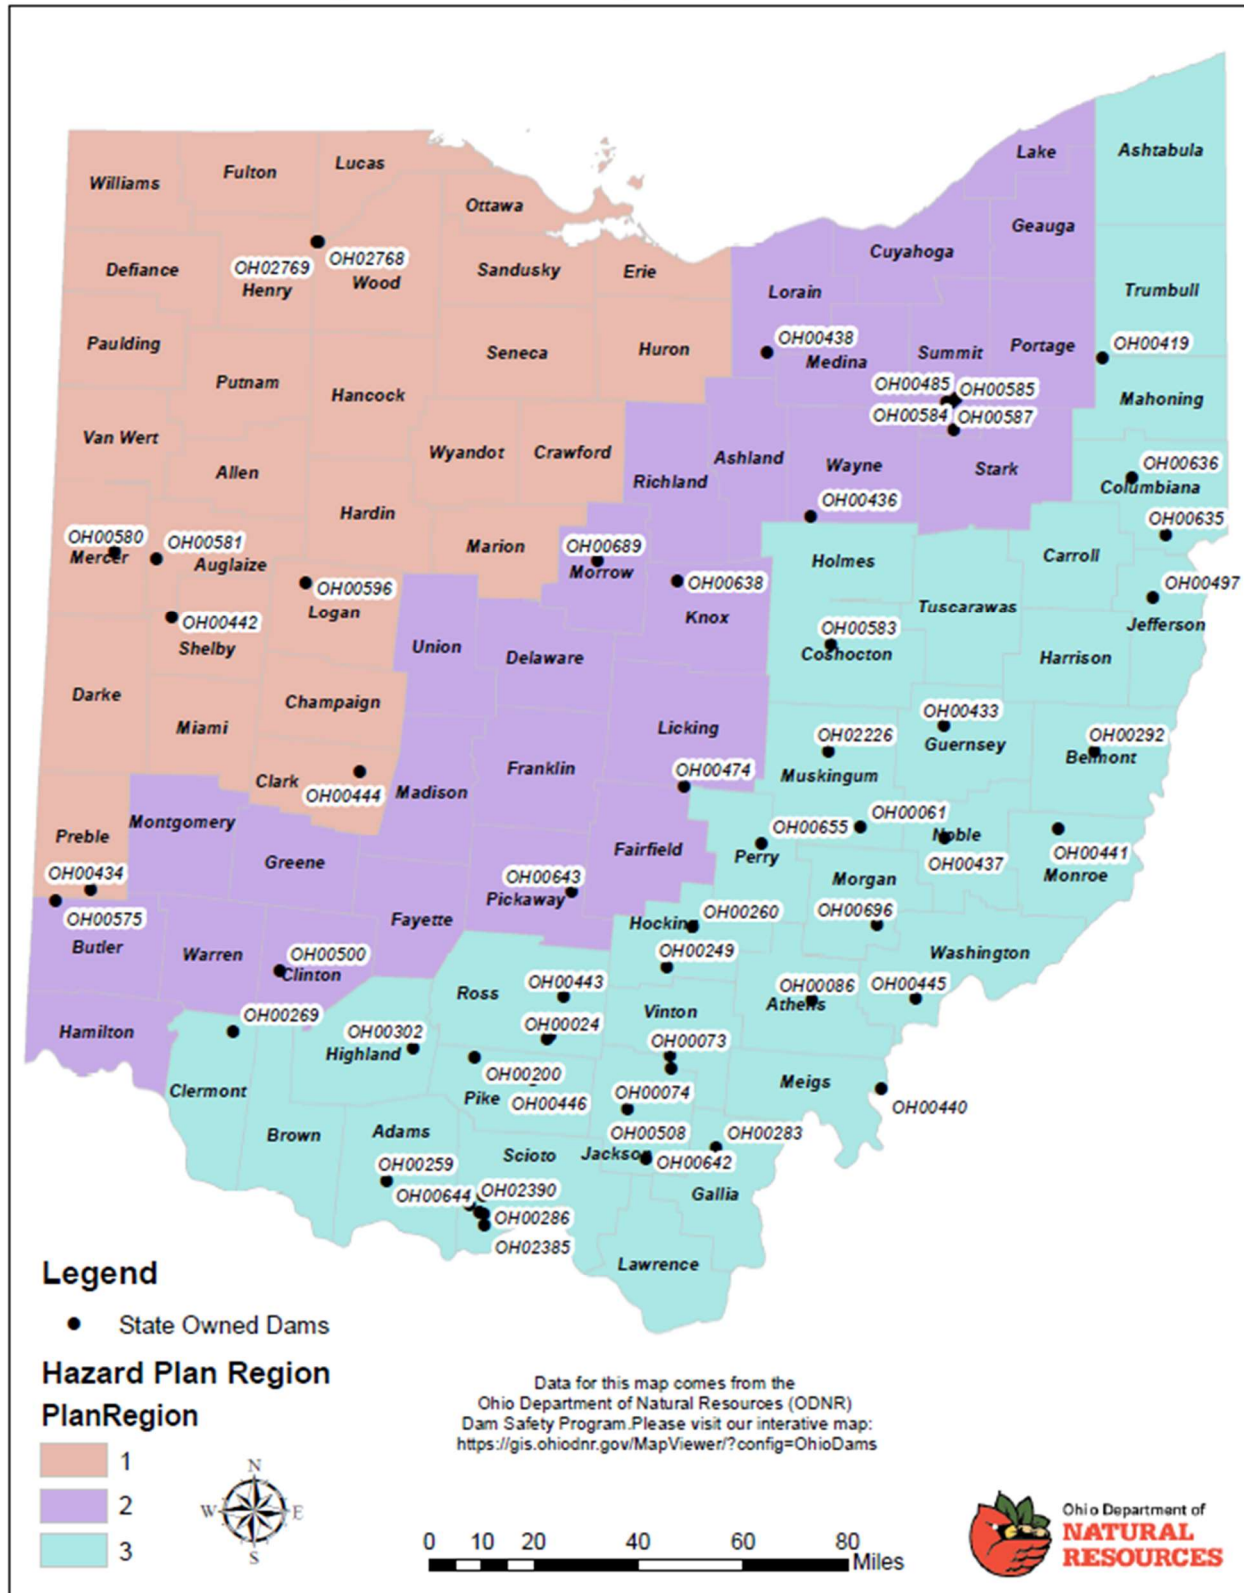 Lake
Ashtabula
Lucas
Fulton
Williams
Ottawa
Geauga
Cuyahoga
OH02769 OH02768
Defiance
Henry
Wood
Sandusky
Erie
Lorain
Trumbull
Paulding
Seneca
Huron
OH00438
Medina
Summit
Portage
OH00419
Putnam
Hancock
OH00485 OH00585
OH00584 OH00587
Mahoning
Van Wert
Allen
Wyandot
Crawford
Richland
Ashland
Wayne
Stark
OH00636
Columbiana
OH00436
Hardin
OH00635
OH00580
Mercer
OH00581
Auglaize
Marion
OH00689
Morrow
Holmes
Carroll
OH00596
Logan
OH00638
Knox
OH00497
Tuscarawas
Jefferson
OH00442
Shelby
Union
Delaware
OH00583
Coshocton
Harrison
Darke
Miami
Champaign
Licking
OH00433
Guernsey
OH02226
Muskingum
OH00292
Belmont
Clark
OH00444
Madison
Franklin
OH00474
Preble
Montgomery
Greene
Fairfield
OH00655
Perry
OH00061
Noble
OH00437
OH00441
Monroe
OH00434
OH00575
OH00643
Pickaway
Morgan
OH00696
Fayette
Hocking
OH00260
Butler
Warren
OH00500
Clinton
OH00249
Washington
Ross
OH00443
Vinton
OH00086
Athens
OH00445
Hamilton
OH00269
OH00302
Highland
OH00024
OH00073
Clermont
OH00200
Pike
OH00446
OH00074
Meigs
OH00440
Brown
Adams
Scioto
OH00508
Jackson
OH00642
OH00283
OH00259
OH00644
OH02390
OH00286
OH02385
Gallia
Lawrence
Legend
State Owned Dams
Hazard Plan Region
PlanRegion
1
2
3
N
W E
S
Data for this map comes from the
Ohio Department of Natural Resources (ODNR)
Dam Safety Program.Please visit our interative map:
https://gis.ohiodnr.gov/MapViewer/?config=OhioDams
0 10 20 40 60 80
Miles
Ohio Department of
NATURAL
RESOURCES